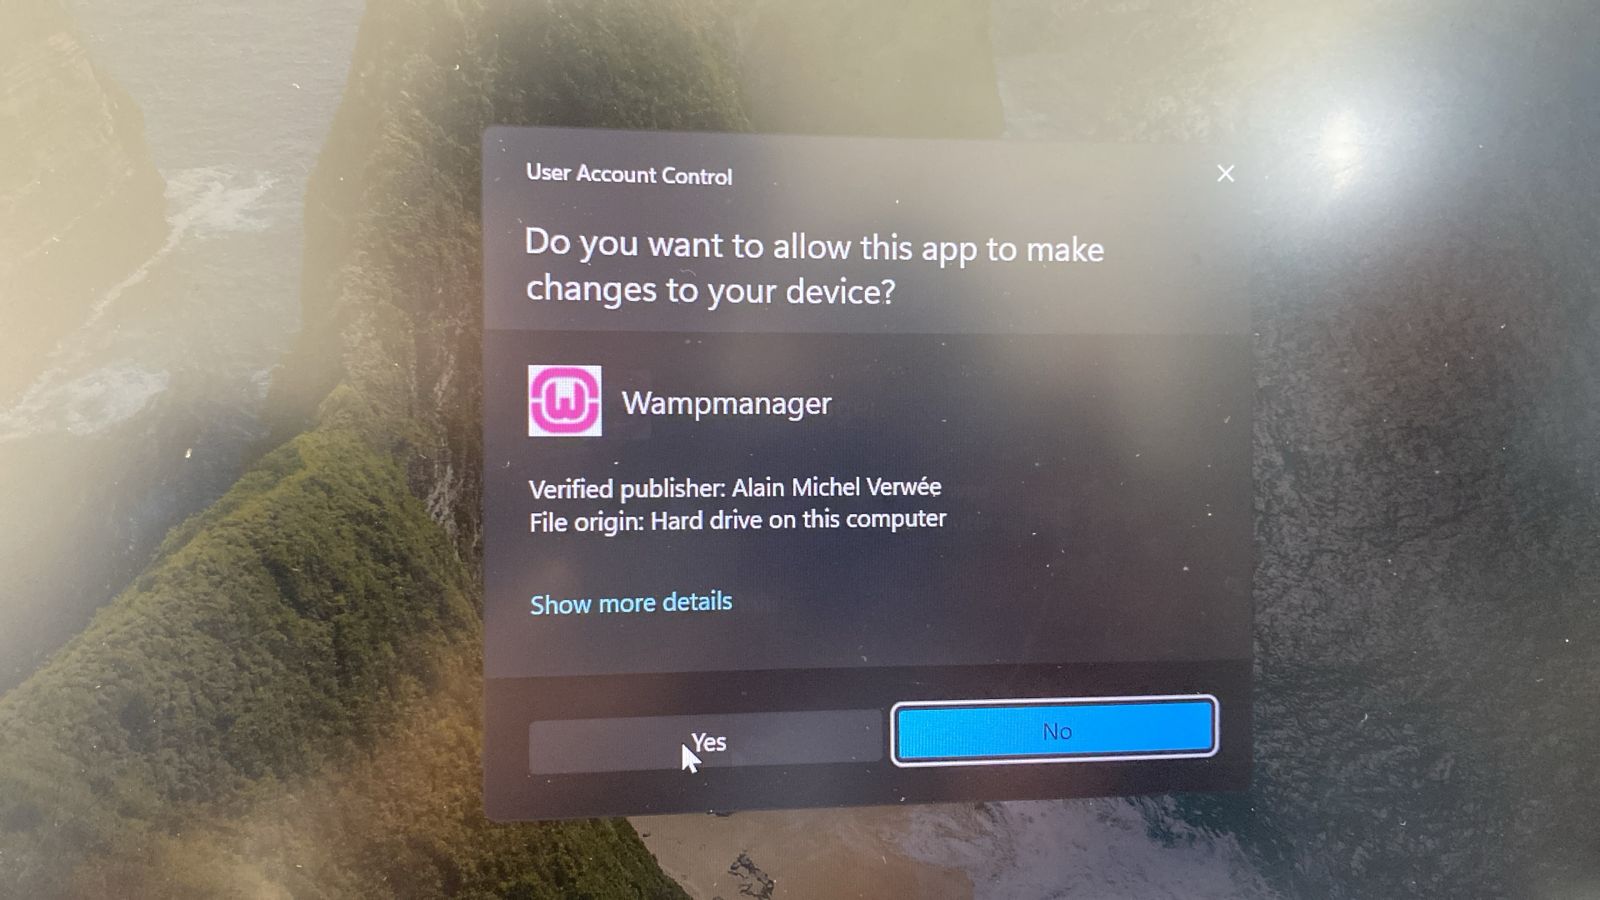 User Account Control
Do you want to allow this app to make
changes to your device?
Wampmanager
Verified publisher: Alain Michel Verwée
File origin: Hard drive on this computer
Show more details
Yes
No